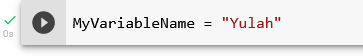 MyVariableName = "Yulah"
0s